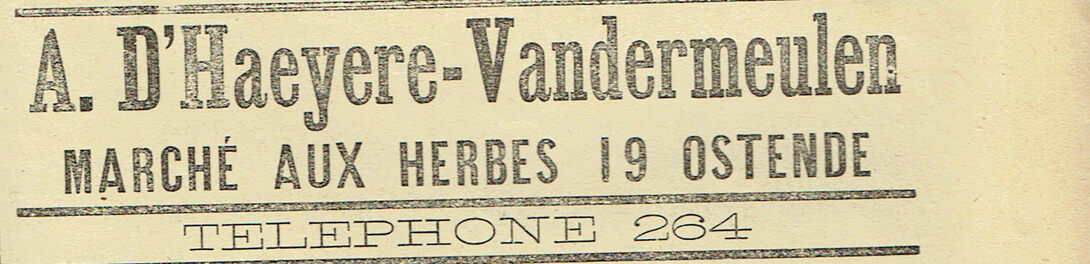 A. D'Haeyere-Vandermeulen
MARCHÉ AUX HERBES 19 OSTENDE
TELEPHONE 264